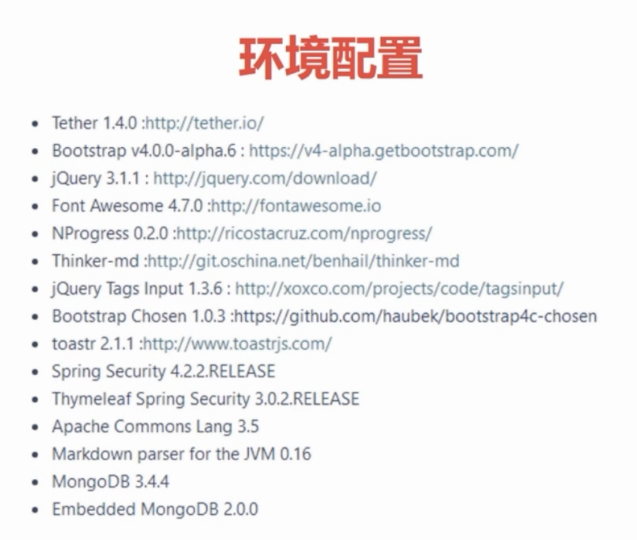 环境配置
• Tether 1.4.0 :http://tether.io/
• Bootstrap v4.0.0-alpha.6 : https://v4-alpha.getbootstrap.com/
• jQuery 3.1.1 : http://jquery.com/download/
• Font Awesome 4.7.0 :http://fontawesome.io
• NProgress 0.2.0 :http://ricostacruz.com/nprogress/
• Thinker-md :http://git.oschina.net/benhail/thinker-md
• jQuery Tags Input 1.3.6 : http://xoxco.com/projects/code/tagsinput/
• Bootstrap Chosen 1.0.3 :https://github.com/haubek/bootstrap4c-chosen
• toastr 2.1.1 :http://www.toastrjs.com/
• Spring Security 4.2.2.RELEASE
• Thymeleaf Spring Security 3.0.2.RELEASE
• Apache Commons Lang 3.5
• Markdown parser for the JVM 0.16
• MongoDB 3.4.4
• Embedded MongoDB 2.0.0